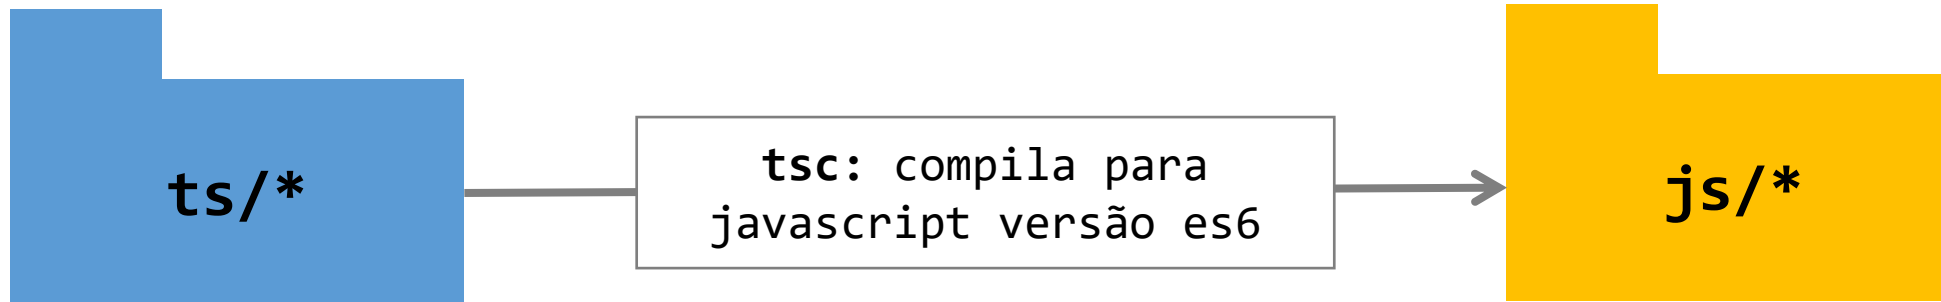 ts/*
tsc: compila para
javascript versão es6
js/*